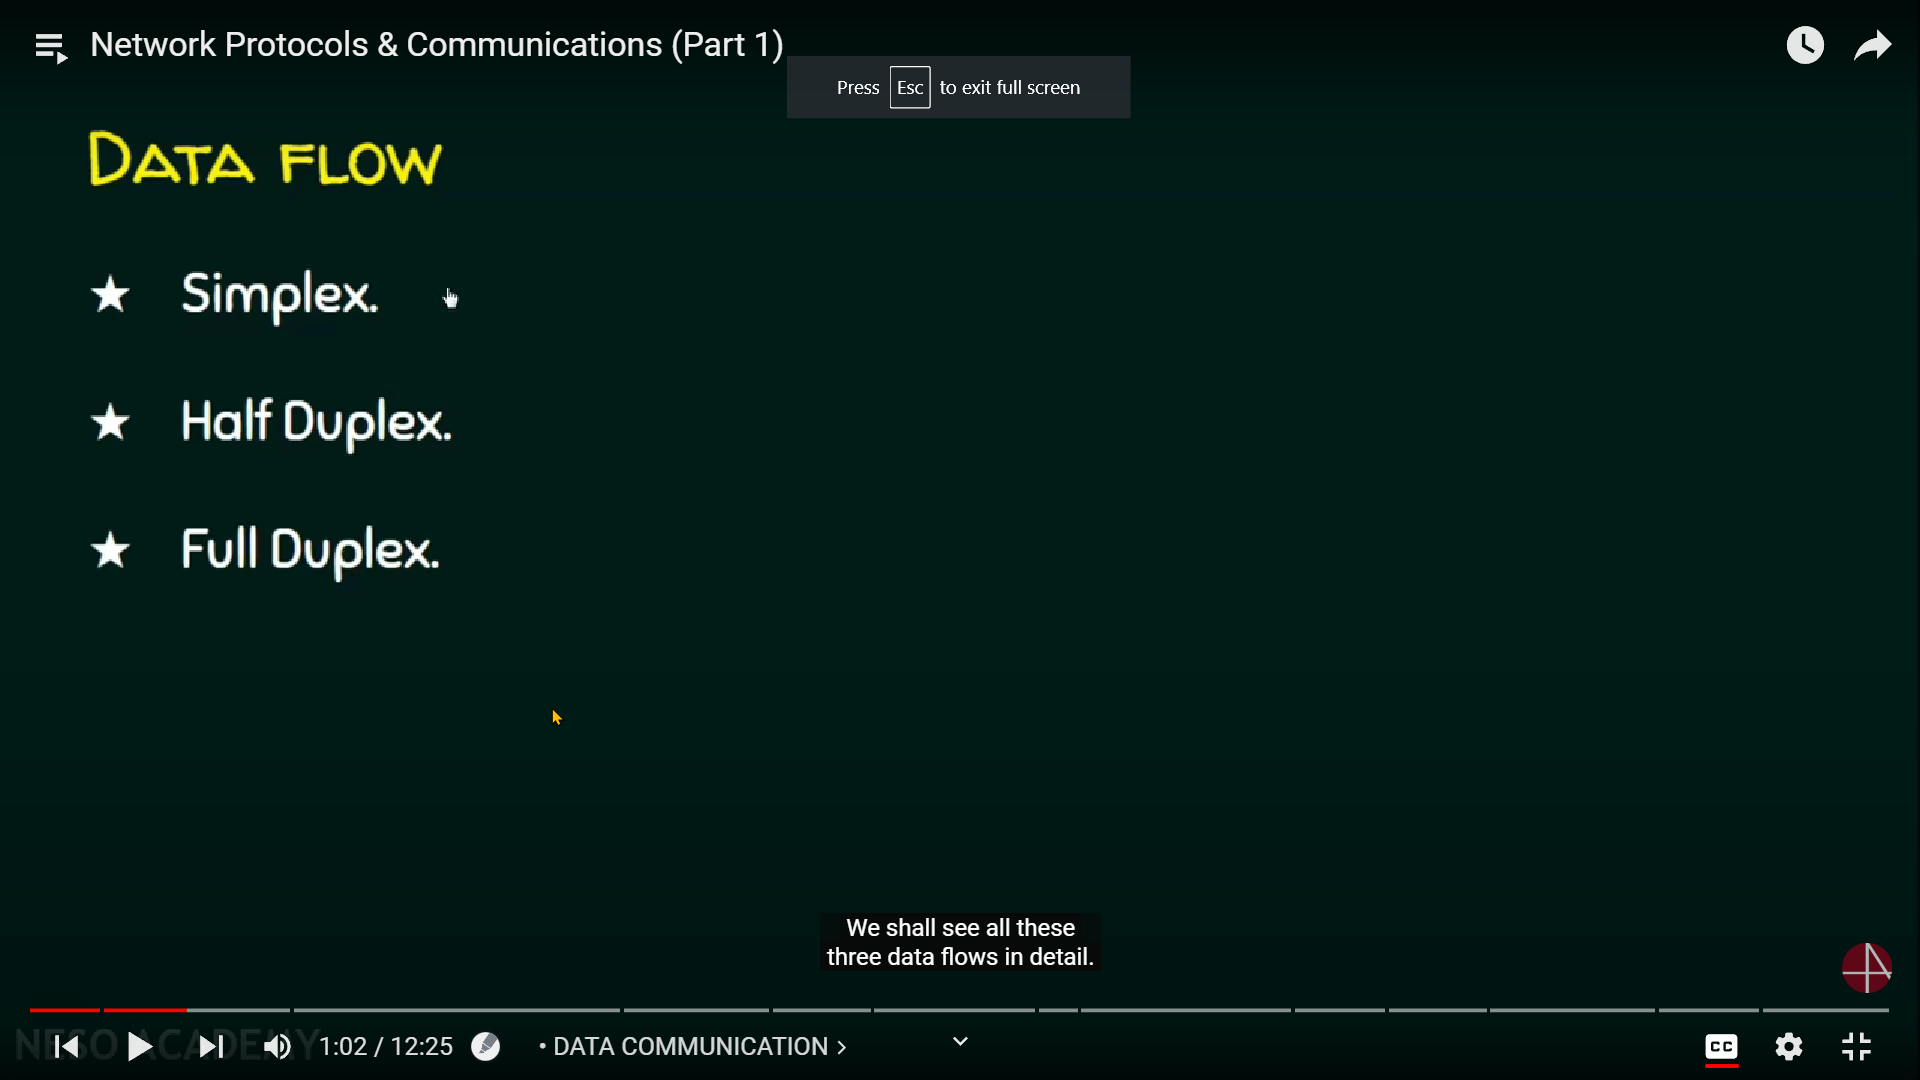 Network Protocols & Communications (Part 1)
Press Esc to exit full screen
DATA FLOW
★ Simplex.
★ Half Duplex.
★ Full Duplex.
We shall see all these
three data flows in detail.
NESO ACADEMY
1:02 / 12:25 • DATA COMMUNICATION >
CC